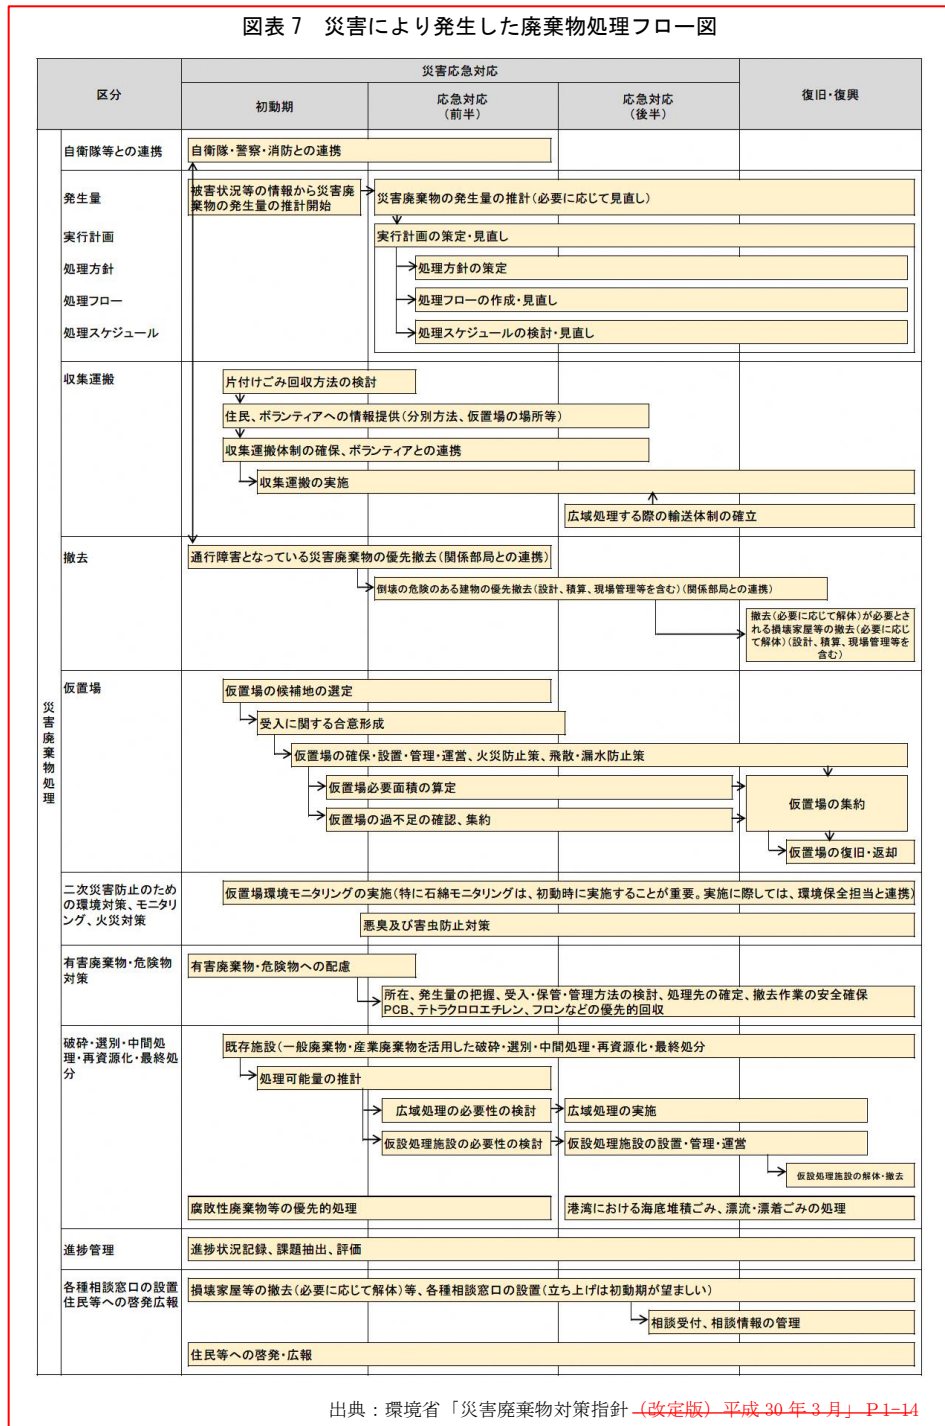 図表7 災害により発生した廃棄物処理フロー図
区分
災害応急対応
初動期
応急対応
(前半)
応急対応
(後半)
復旧・復興
災害廃棄物処理
自衛隊等との連携
自衛隊・警察・消防との連携
発生量
被害状況等の情報から災害廃
棄物の発生量の推計開始
災害廃棄物の発生量の推計(必要に応じて見直し)
実行計画
実行計画の策定・見直し
処理方針
処理方針の策定
処理フロー
処理フローの作成・見直し
処理スケジュール
処理スケジュールの検討・見直し
収集運搬
片付けごみ回収方法の検討
住民、ボランティアへの情報提供(分別方法、仮置場の場所等)
収集運搬体制の確保、ボランティアとの連携
収集運搬の実施
広域処理する際の輸送体制の確立
撤去
通行障害となっている災害廃棄物の優先撤去(関係部局との連携)
倒壊の危険のある建物の優先撤去(設計、積算、現場管理等を含む)(関係部局との連携)
撤去(必要に応じて解体)が必要とさ
れる損壊家屋等の撤去(必要に応じ
て解体)(設計、積算、現場管理等を
含む)
仮置場
仮置場の候補地の選定
受入に関する合意形成
仮置場の確保・設置・管理・運営、火災防止策、飛散・漏水防止策
仮置場必要面積の算定
仮置場の過不足の確認、集約
仮置場の集約
仮置場の復旧・返却
二次災害防止のため
の環境対策、モニタリ
ング、火災対策
仮置場環境モニタリングの実施(特に石綿モニタリングは、初動時に実施することが重要。実施に際しては、環境保全担当と連携)
悪臭及び害虫防止対策
有害廃棄物・危険物
対策
有害廃棄物・危険物への配慮
所在、発生量の把握、受入・保管・管理方法の検討、処理先の確定、撤去作業の安全確保
PCB、テトラクロロエチレン、フロンなどの優先的回収
破砕・選別・中間処
理・再資源化・最終処
分
既存施設(一般廃棄物・産業廃棄物を活用した破砕・選別・中間処理・再資源化・最終処分
処理可能量の推計
広域処理の必要性の検討
広域処理の実施
仮設処理施設の必要性の検討
仮設処理施設の設置・管理・運営
仮設処理施設の解体・撤去
腐敗性廃棄物等の優先的処理
港湾における海底堆積ごみ、漂流・漂着ごみの処理
進捗管理
進捗状況記録、課題抽出、評価
各種相談窓口の設置
住民等への啓発広報
損壊家屋等の撤去(必要に応じて解体)等、各種相談窓口の設置(立ち上げは初動期が望ましい)
相談受付、相談情報の管理
住民等への啓発・広報
出典:環境省「災害廃棄物対策指針(改定版)平成30年3月」P1-14